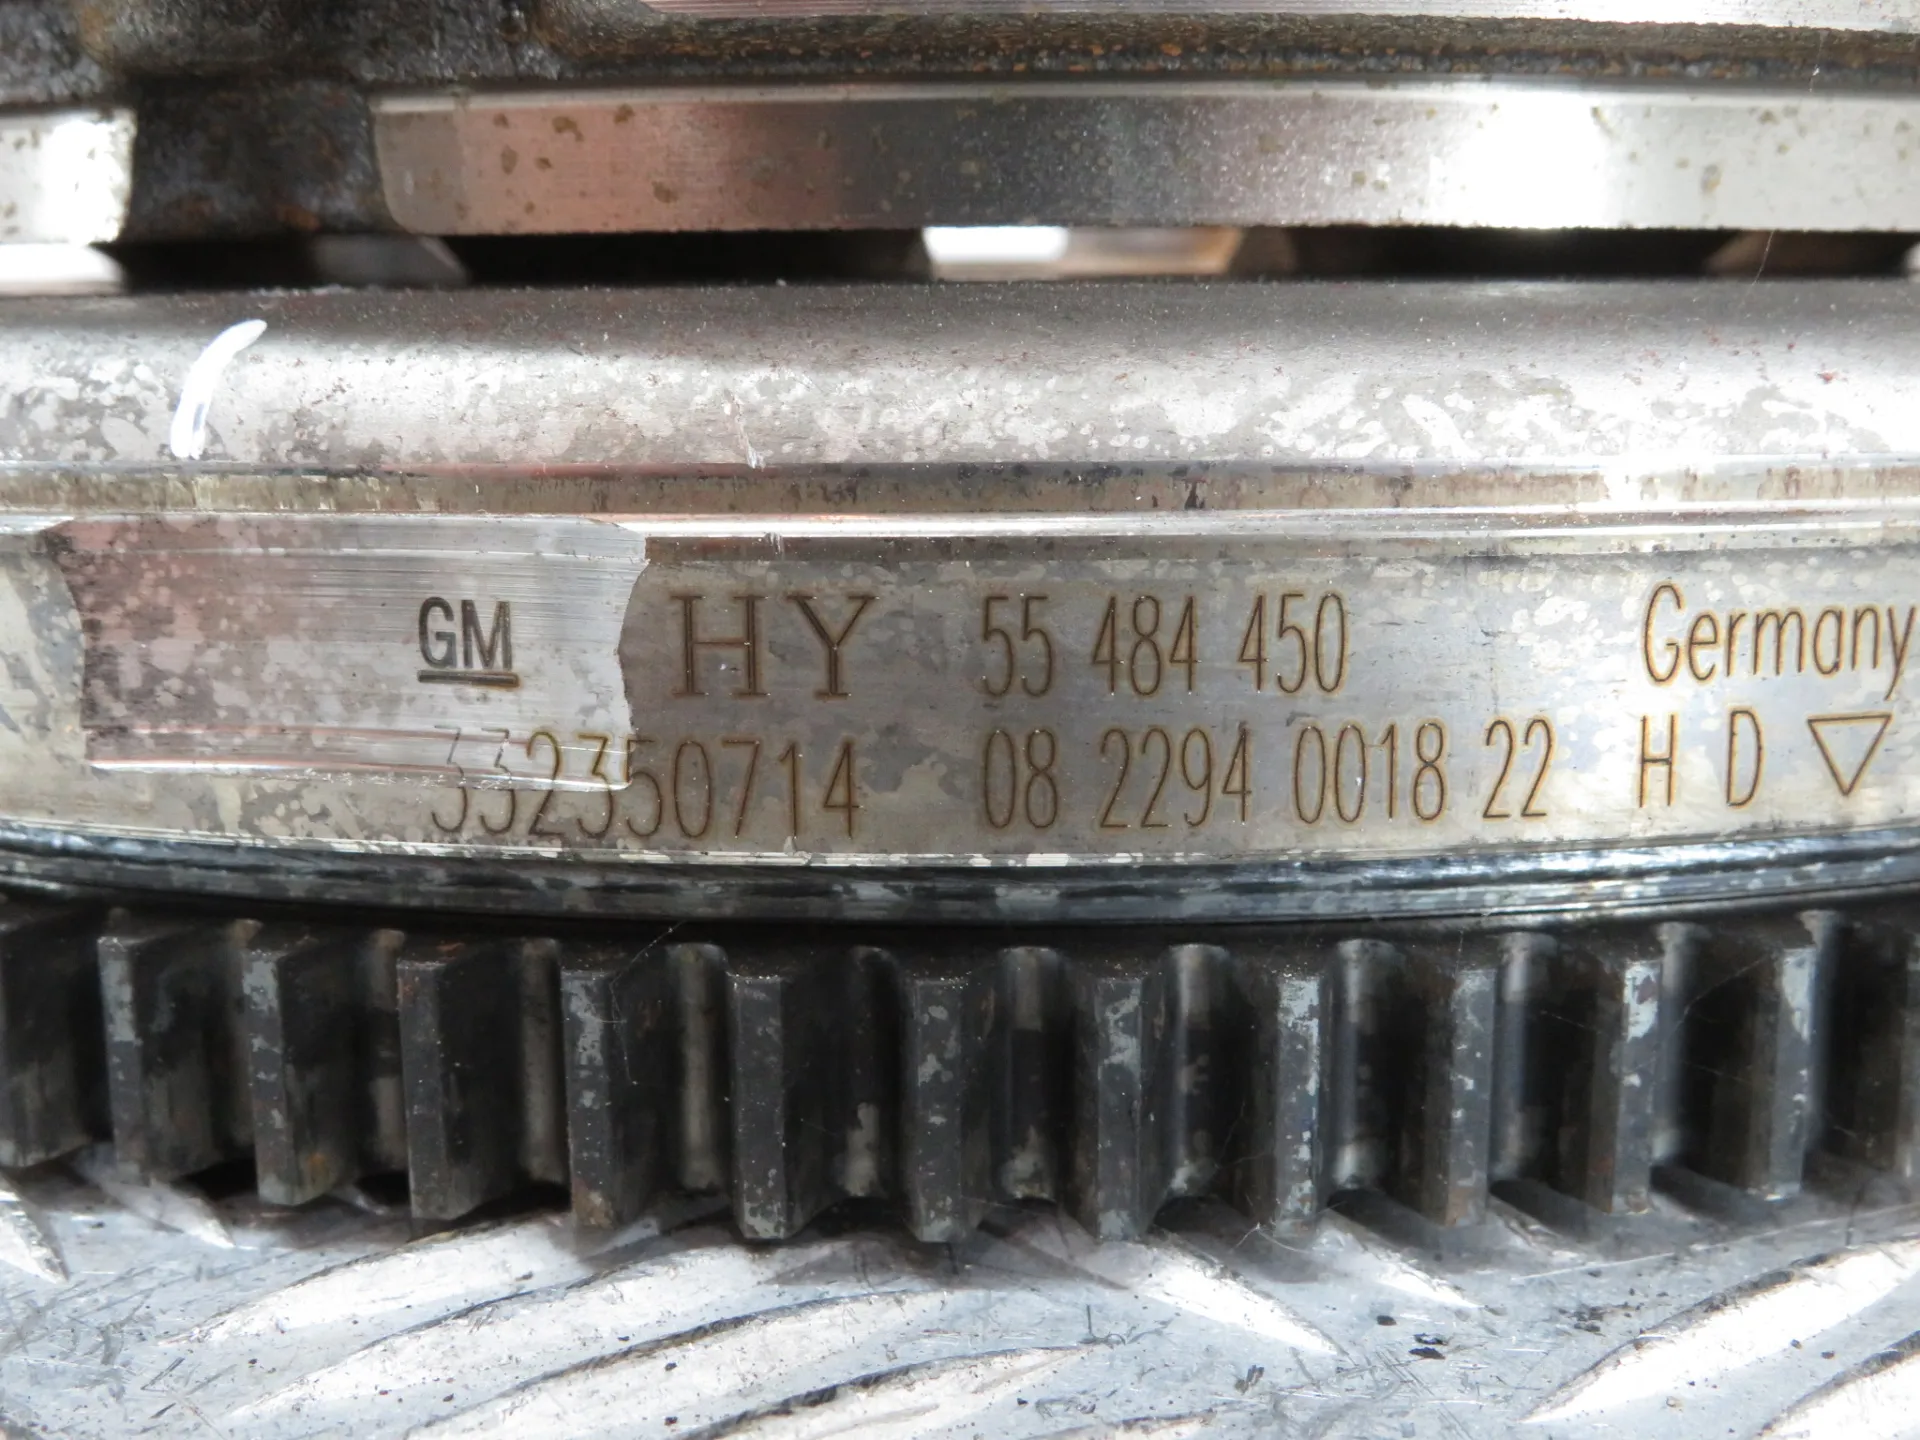 GM HY 55 484 450 Germany
332350714 08 2294 0018 22 H D ▽